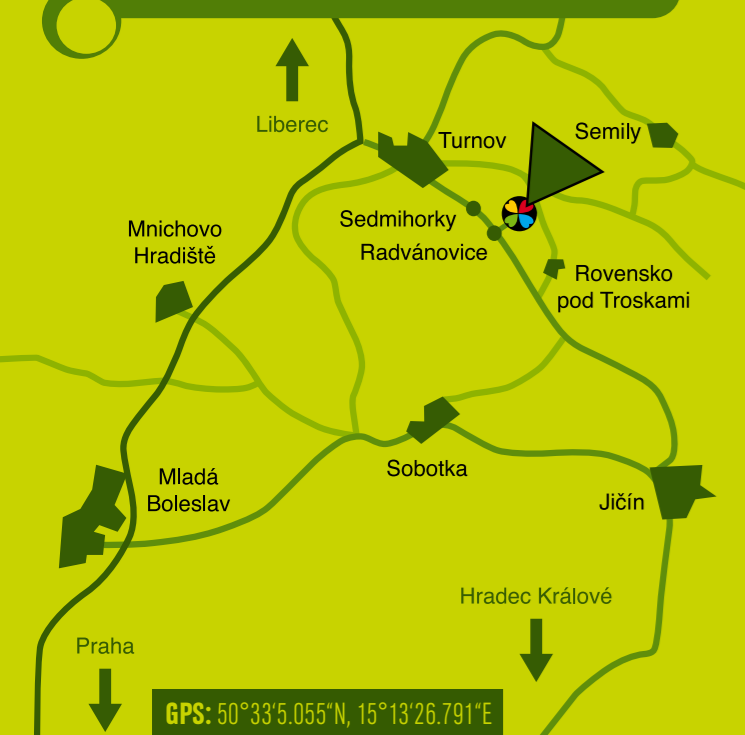 Liberec
Turnov
Semily
Sedmihorky
Radvánovice
Mnichovo
Hradiště
Rovensko
pod Troskami
Sobotka
Mladá
Boleslav
Jičín
Hradec Králové
Praha
GPS: 50°33‘5.055“N, 15°13‘26.791“E